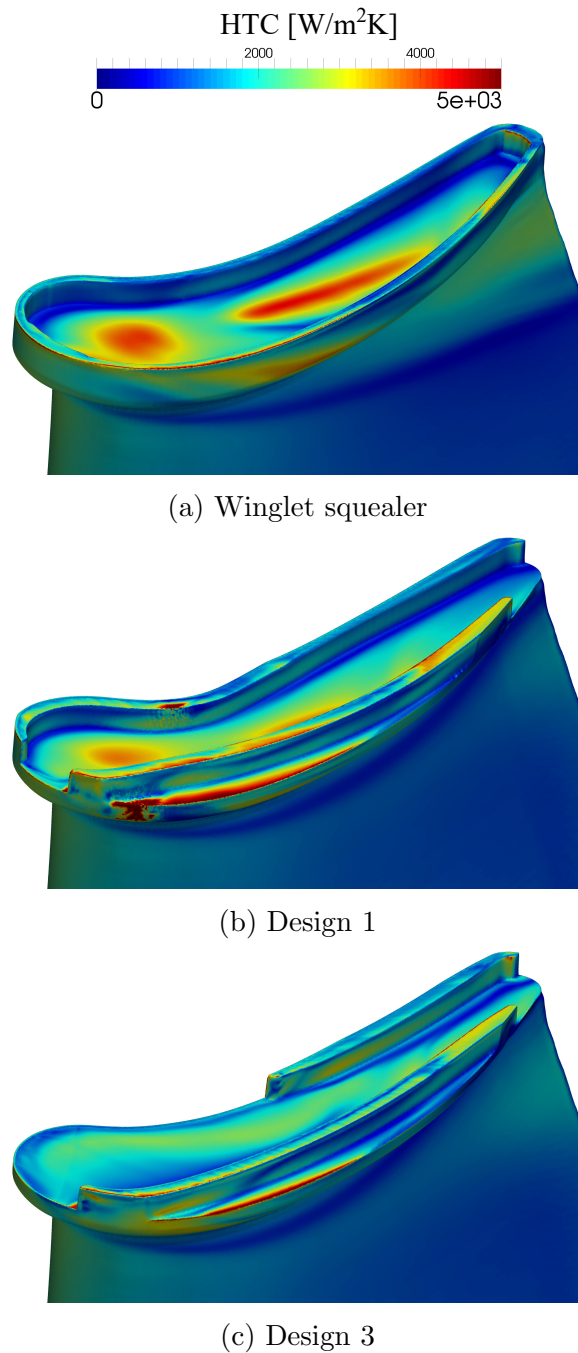 HTC [W/m²K]
2000 4000
0 5e+03
(a) Winglet squealer
(b) Design 1
(c) Design 3